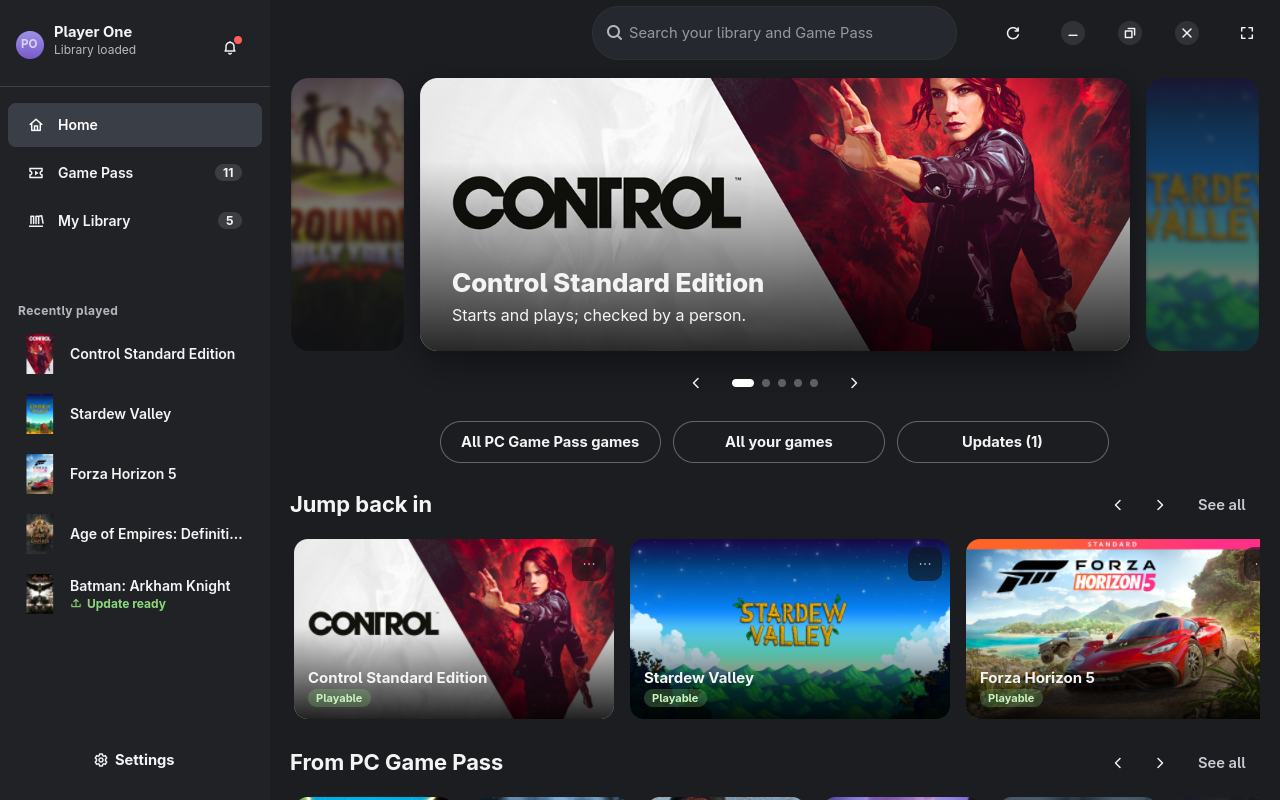 PO
Player One
Library loaded
Search your library and Game Pass
Home
Game Pass
11
My Library
5
Recently played
Control Standard Edition
Stardew Valley
Forza Horizon 5
Age of Empires: Definiti...
Batman: Arkham Knight
Update ready
Settings
ROUND
CONTROL™
Control Standard Edition
Starts and plays; checked by a person.
STARDEW
VALLEY
All PC Game Pass games
All your games
Updates (1)
Jump back in
See all
CONTROL
Control Standard Edition
Playable
STARDEW
VALLEY
Stardew Valley
Playable
STANDARD
FORZA
HORIZON 5
Forza Horizon 5
Playable
From PC Game Pass
See all